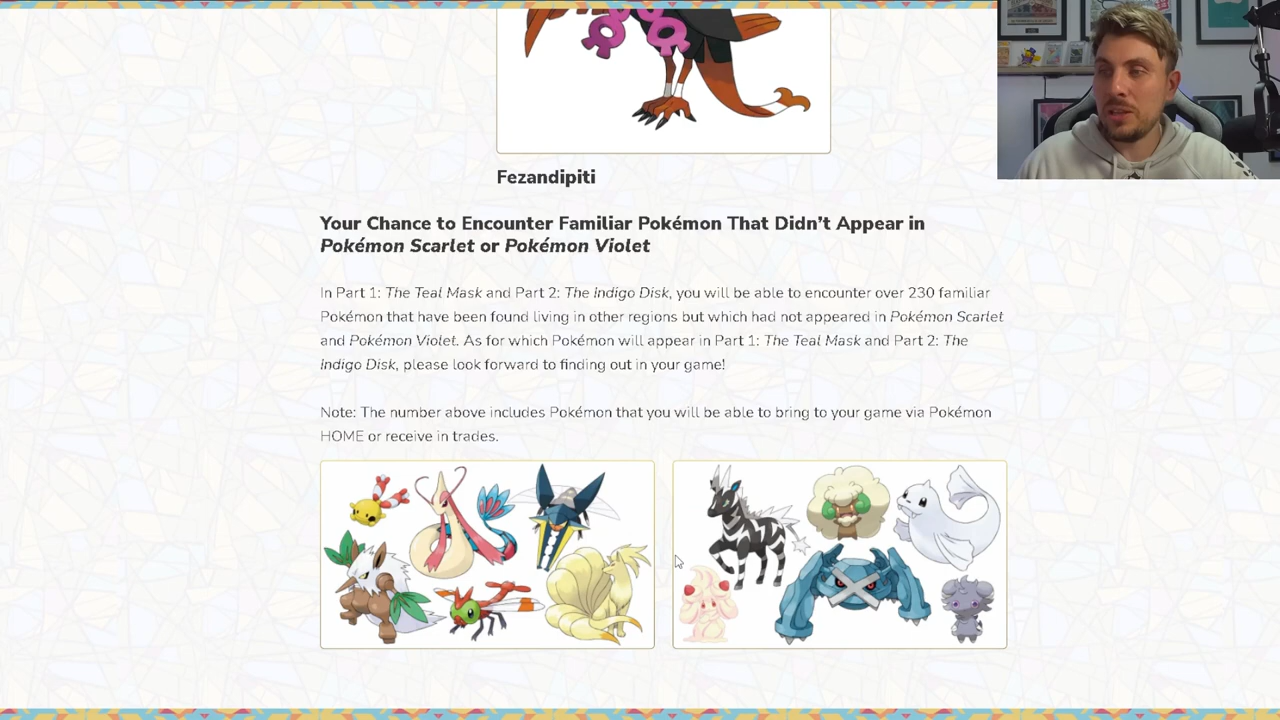 Fezandipiti
Your Chance to Encounter Familiar Pokémon That Didn’t Appear in
Pokémon Scarlet or Pokémon Violet
In Part 1: The Teal Mask and Part 2: The Indigo Disk, you will be able to encounter over 230 familiar
Pokémon that have been found living in other regions but which had not appeared in Pokémon Scarlet
and Pokémon Violet. As for which Pokémon will appear in Part 1: The Teal Mask and Part 2: The
Indigo Disk, please look forward to finding out in your game!
Note: The number above includes Pokémon that you will be able to bring to your game via Pokémon
HOME or receive in trades.